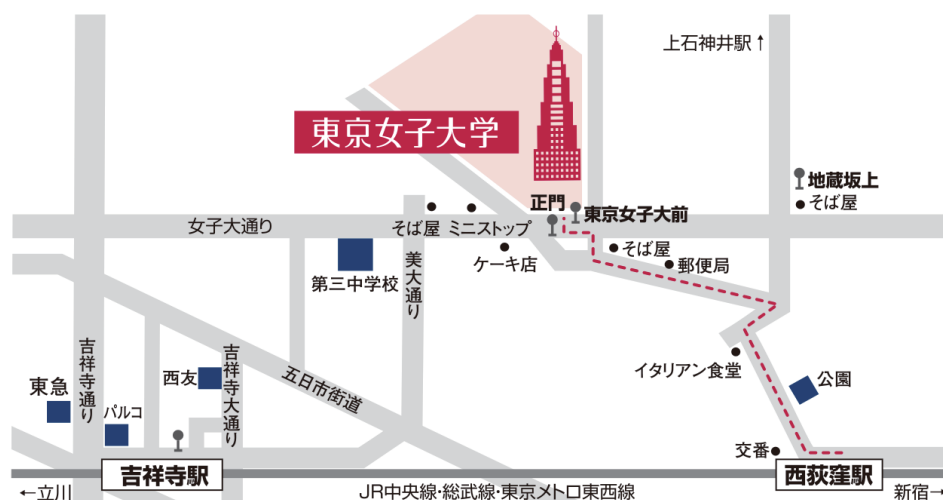 上石神井駅↑
東京女子大学
地蔵坂上
そば屋
正門
東京女子大前
女子大通り
そば屋
ミニストップ
ケーキ店
そば屋
郵便局
第三中学校
美大通り
吉祥寺通り
東急
パルコ
西友
吉祥寺大通り
五日市街道
イタリアン食堂
公園
交番
吉祥寺駅
西荻窪駅
←立川
JR中央線・総武線・東京メトロ東西線
新宿→